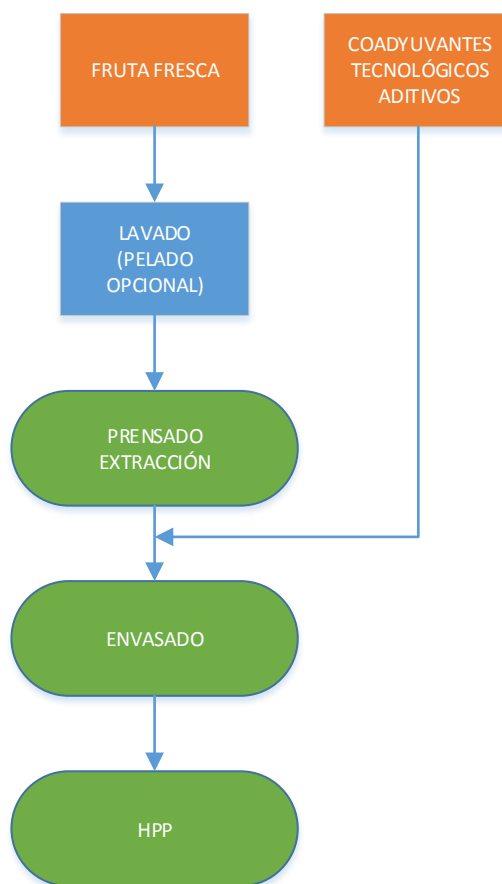 FRUTA FRESCA
COADYUVANTES
TECNOLÓGICOS
ADITIVOS
LAVADO
(PELADO
OPCIONAL)
PRENSADO
EXTRACCIÓN
ENVASADO
HPP